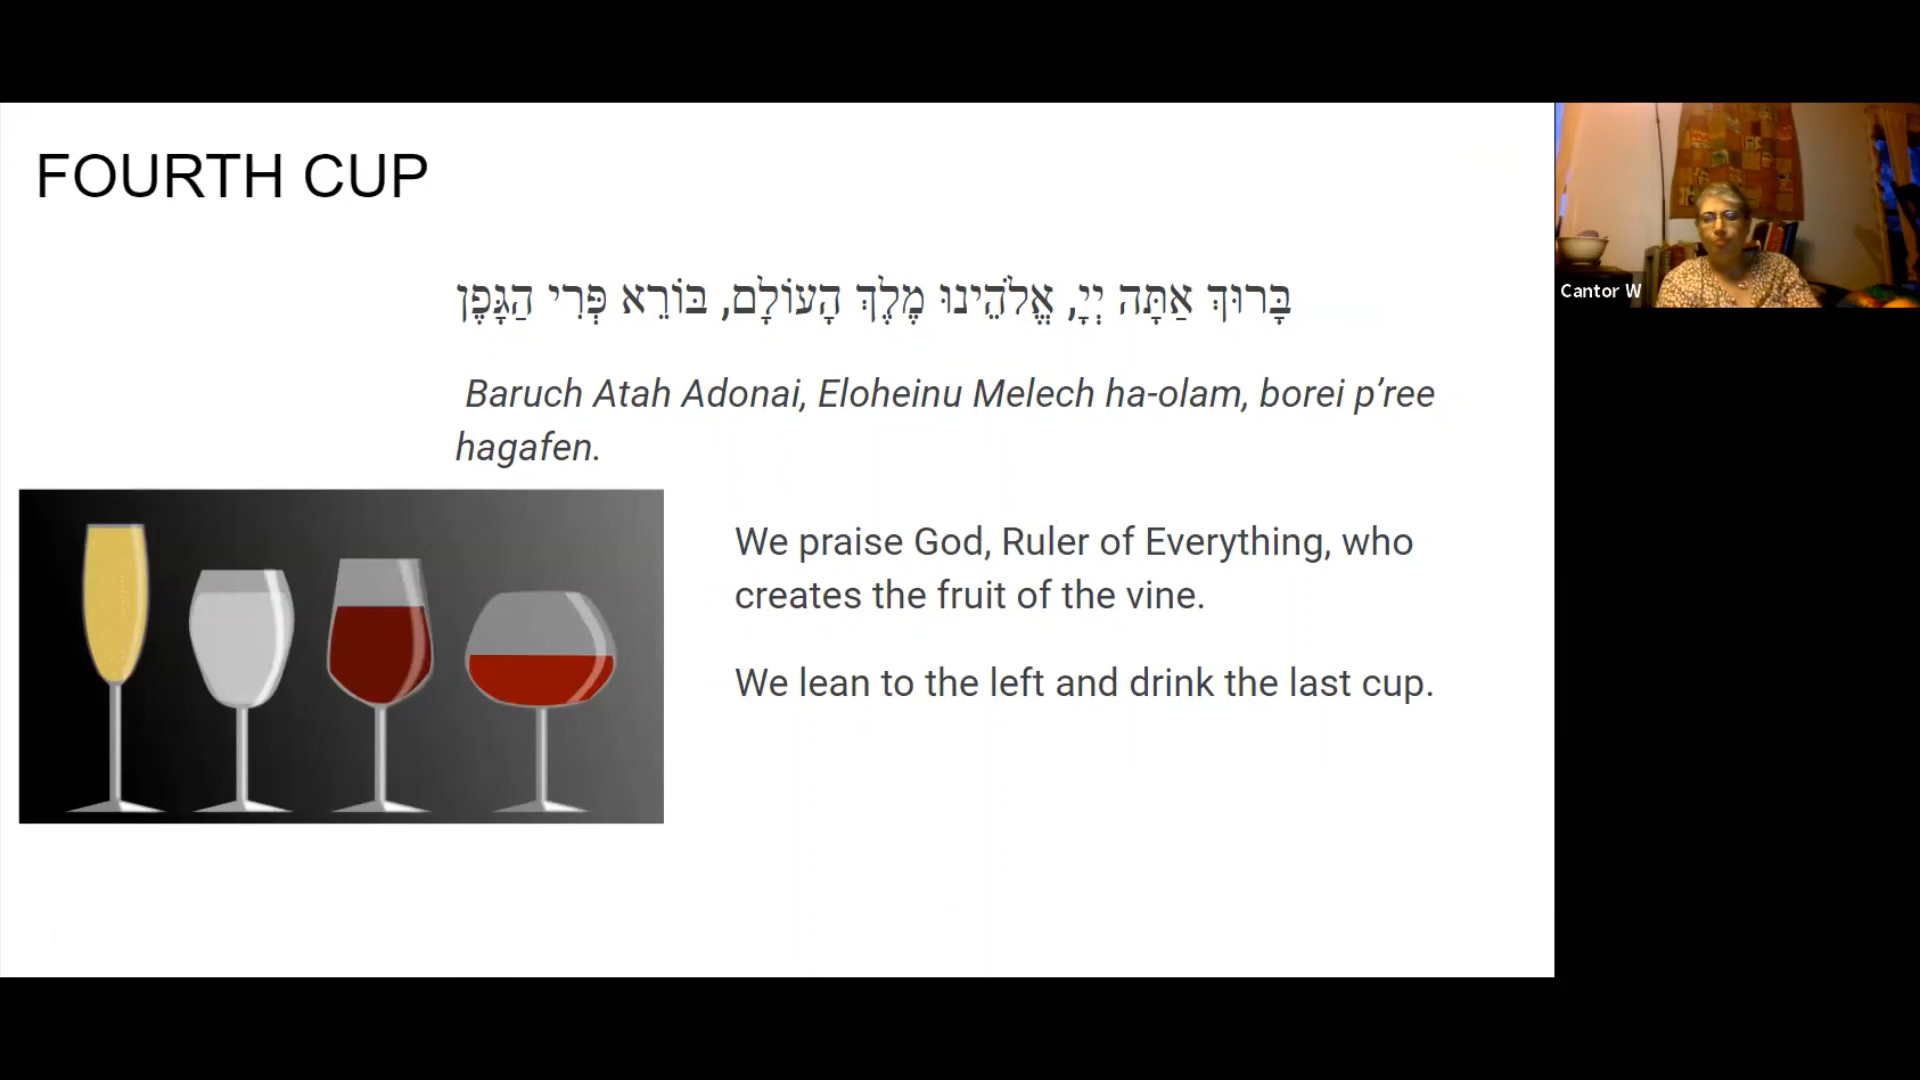 FOURTH CUP
בָּרוּךְ אַתָּה יְיָ, אֱלֹהֵינוּ מֶלֶךְ הָעוֹלָם, בּוֹרֵא פְּרִי הַגָּפֶן
Baruch Atah Adonai, Eloheinu Melech ha-olam, borei p’ree
hagafen.
We praise God, Ruler of Everything, who
creates the fruit of the vine.
We lean to the left and drink the last cup.
Cantor W